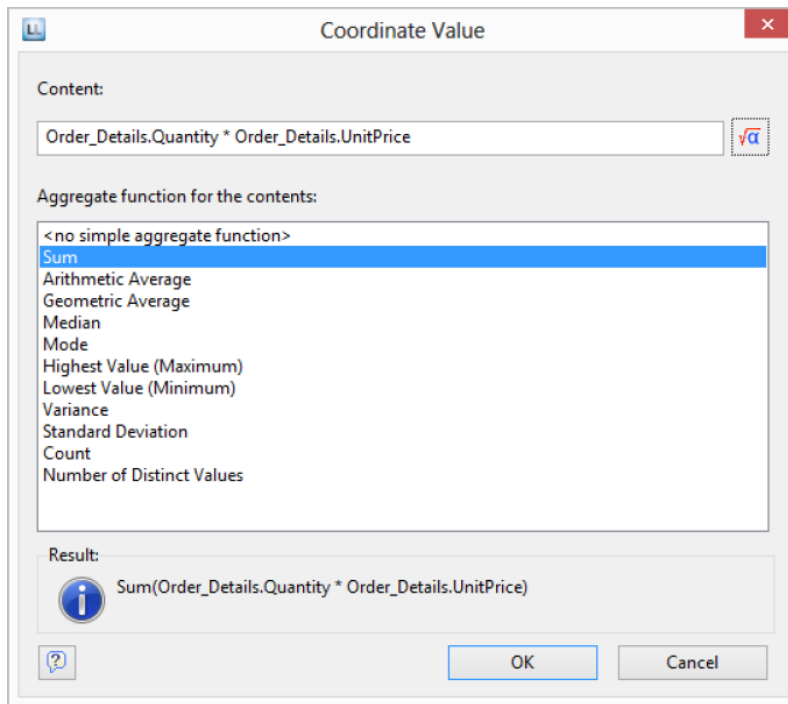 LL
Coordinate Value
Content:
Order_Details.Quantity * Order_Details.UnitPrice
√α
Aggregate function for the contents:
<no simple aggregate function>
Sum
Arithmetic Average
Geometric Average
Median
Mode
Highest Value (Maximum)
Lowest Value (Minimum)
Variance
Standard Deviation
Count
Number of Distinct Values
Result:
i
Sum(Order_Details.Quantity * Order_Details.UnitPrice)
?
OK
Cancel